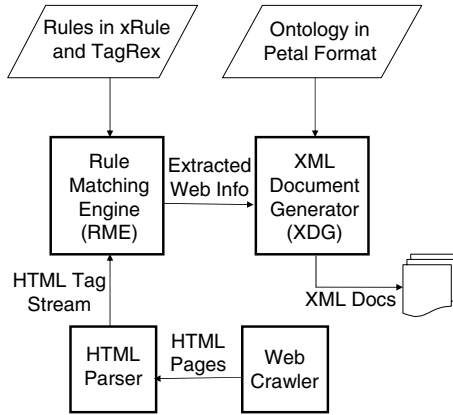 Rules in xRule
and TagRex
Ontology in
Petal Format
Rule
Matching
Engine
(RME)
Extracted
Web Info
XML
Document
Generator
(XDG)
HTML Tag
Stream
XML Docs
HTML
Parser
HTML
Pages
Web
Crawler